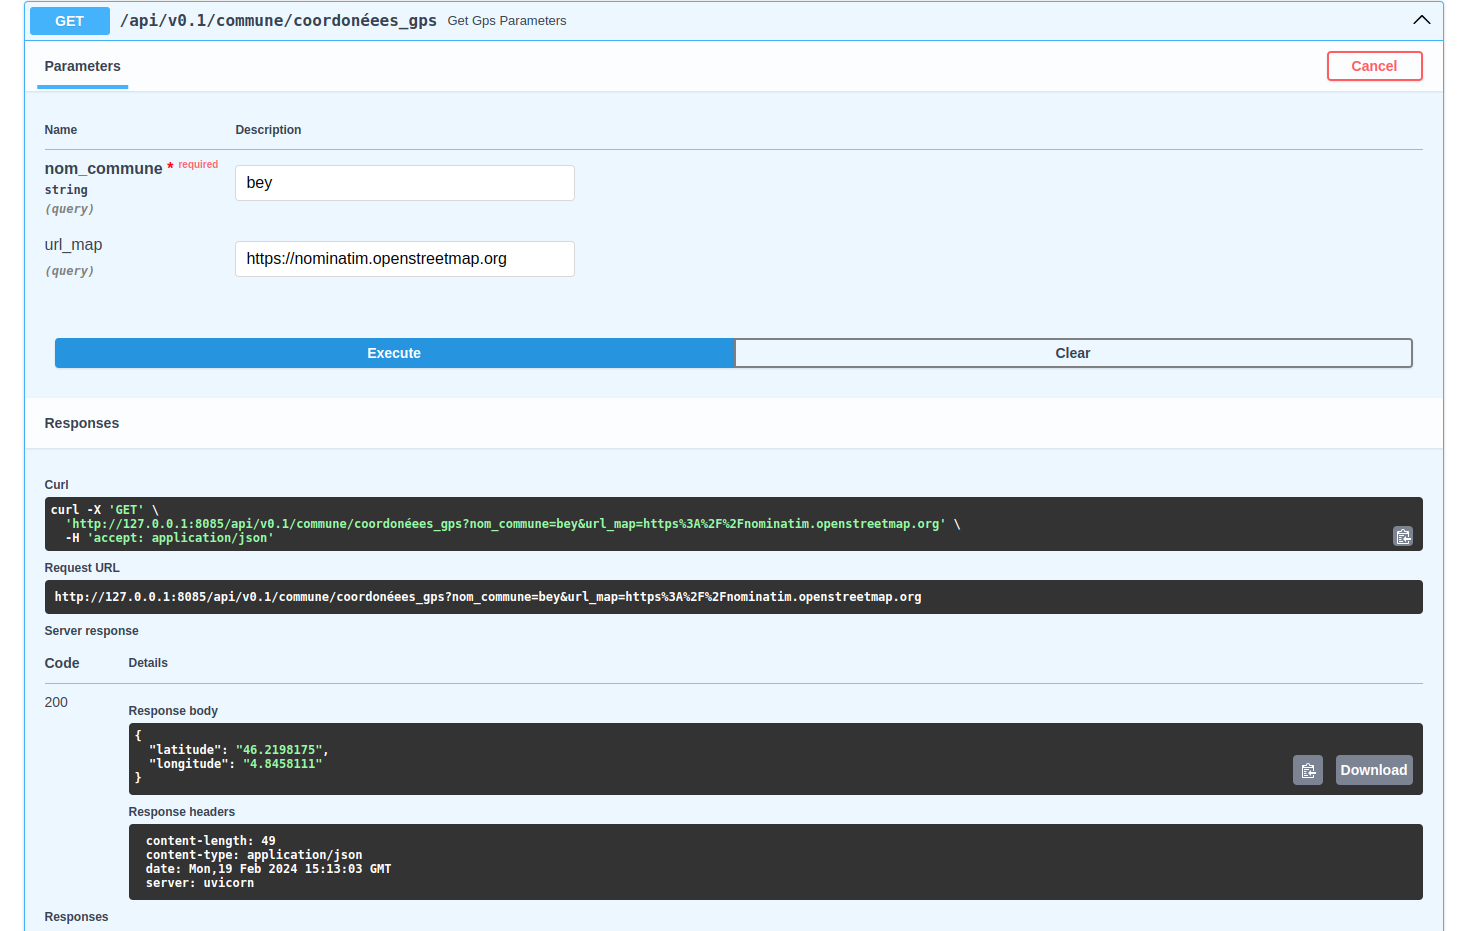 GET /api/v0.1/commune/coordonéees_gps Get Gps Parameters
Parameters Cancel
Name Description
nom_commune * required
string
(query)
bey
url_map
(query)
https://nominatim.openstreetmap.org
Execute Clear
Responses
Curl
curl -X 'GET' \
'http://127.0.0.1:8085/api/v0.1/commune/coordonéees_gps?nom_commune=bey&url_map=https%3A%2F%2Fnominatim.openstreetmap.org' \
-H 'accept: application/json'
Request URL
http://127.0.0.1:8085/api/v0.1/commune/coordonéees_gps?nom_commune=bey&url_map=https%3A%2F%2Fnominatim.openstreetmap.org
Server response
Code Details
200
Response body
{
"latitude": "46.2198175",
"longitude": "4.8458111"
}
Download
Response headers
content-length: 49
content-type: application/json
date: Mon,19 Feb 2024 15:13:03 GMT
server: uvicorn
Responses